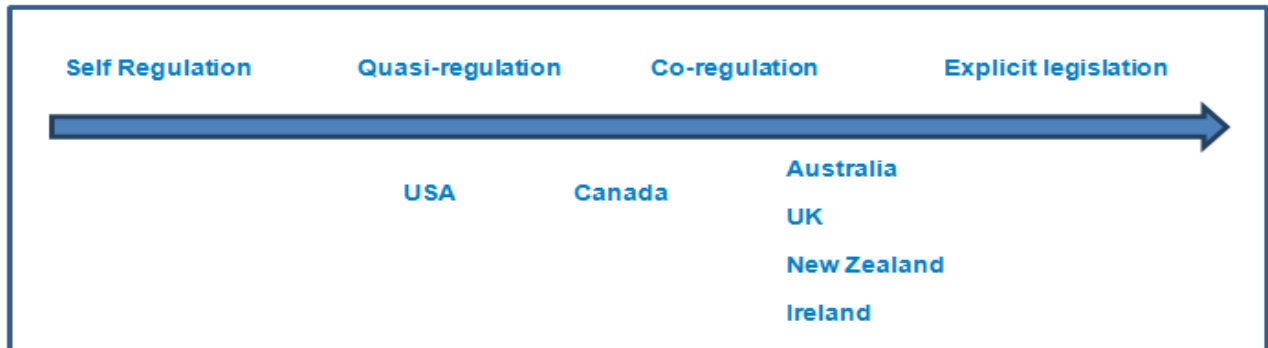 Self Regulation Quasi-regulation Co-regulation Explicit legislation
Australia
USA Canada
UK
New Zealand
Ireland